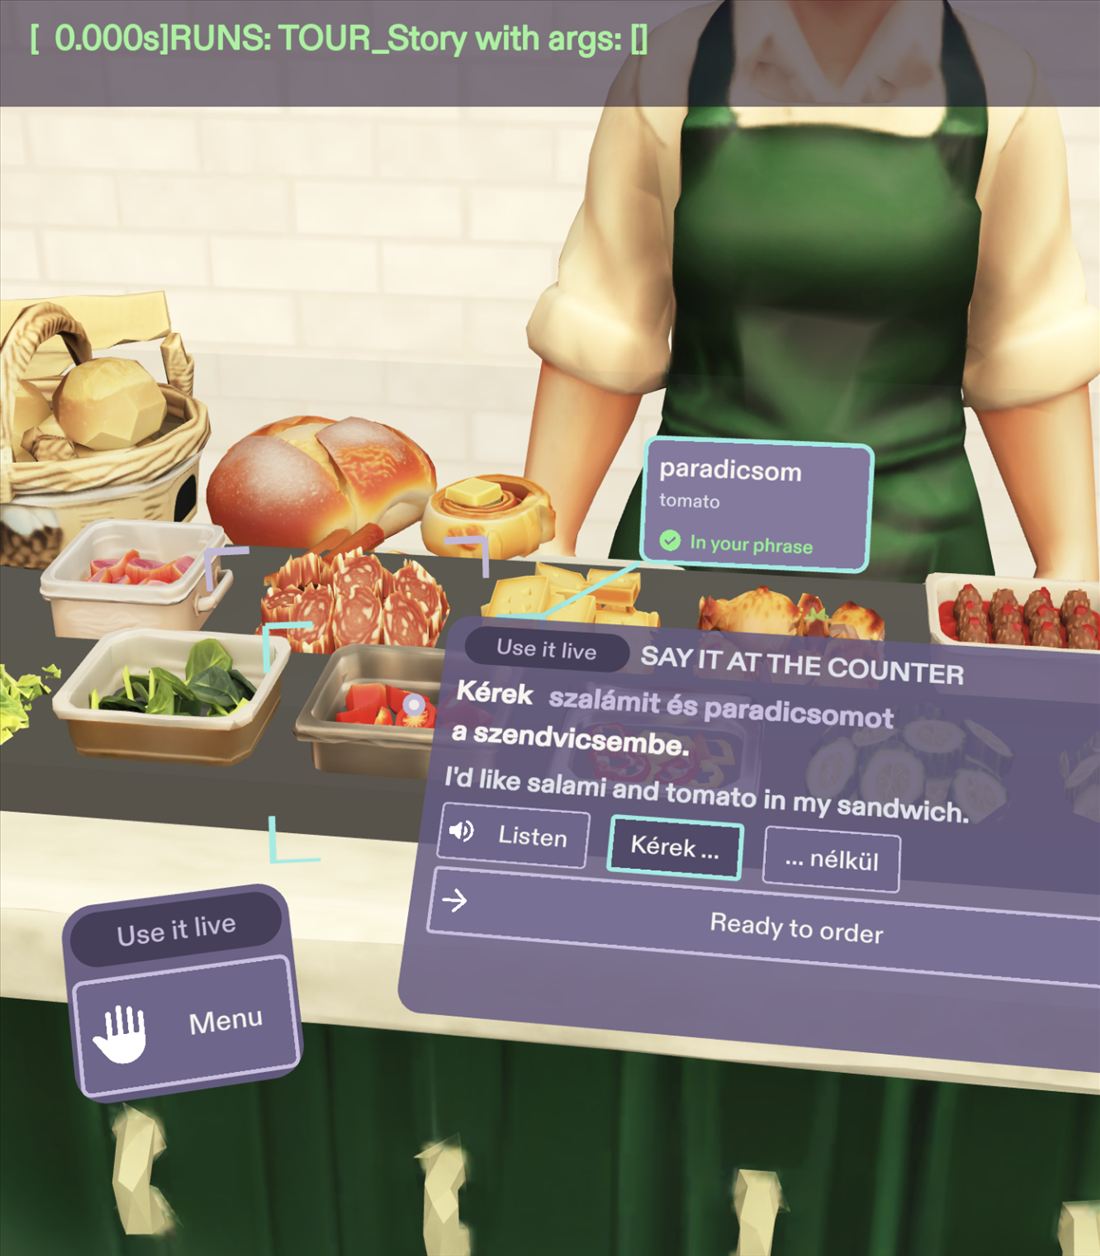 [  0.000s]RUNS: TOUR_Story with args: []
paradicsom
tomato
In your phrase
Use it live
SAY IT AT THE COUNTER
Kérek szalámit és paradicsomot
a szendvicsembe.
I'd like salami and tomato in my sandwich.
Listen
Kérek ...
... nélkül
Ready to order
Use it live
Menu